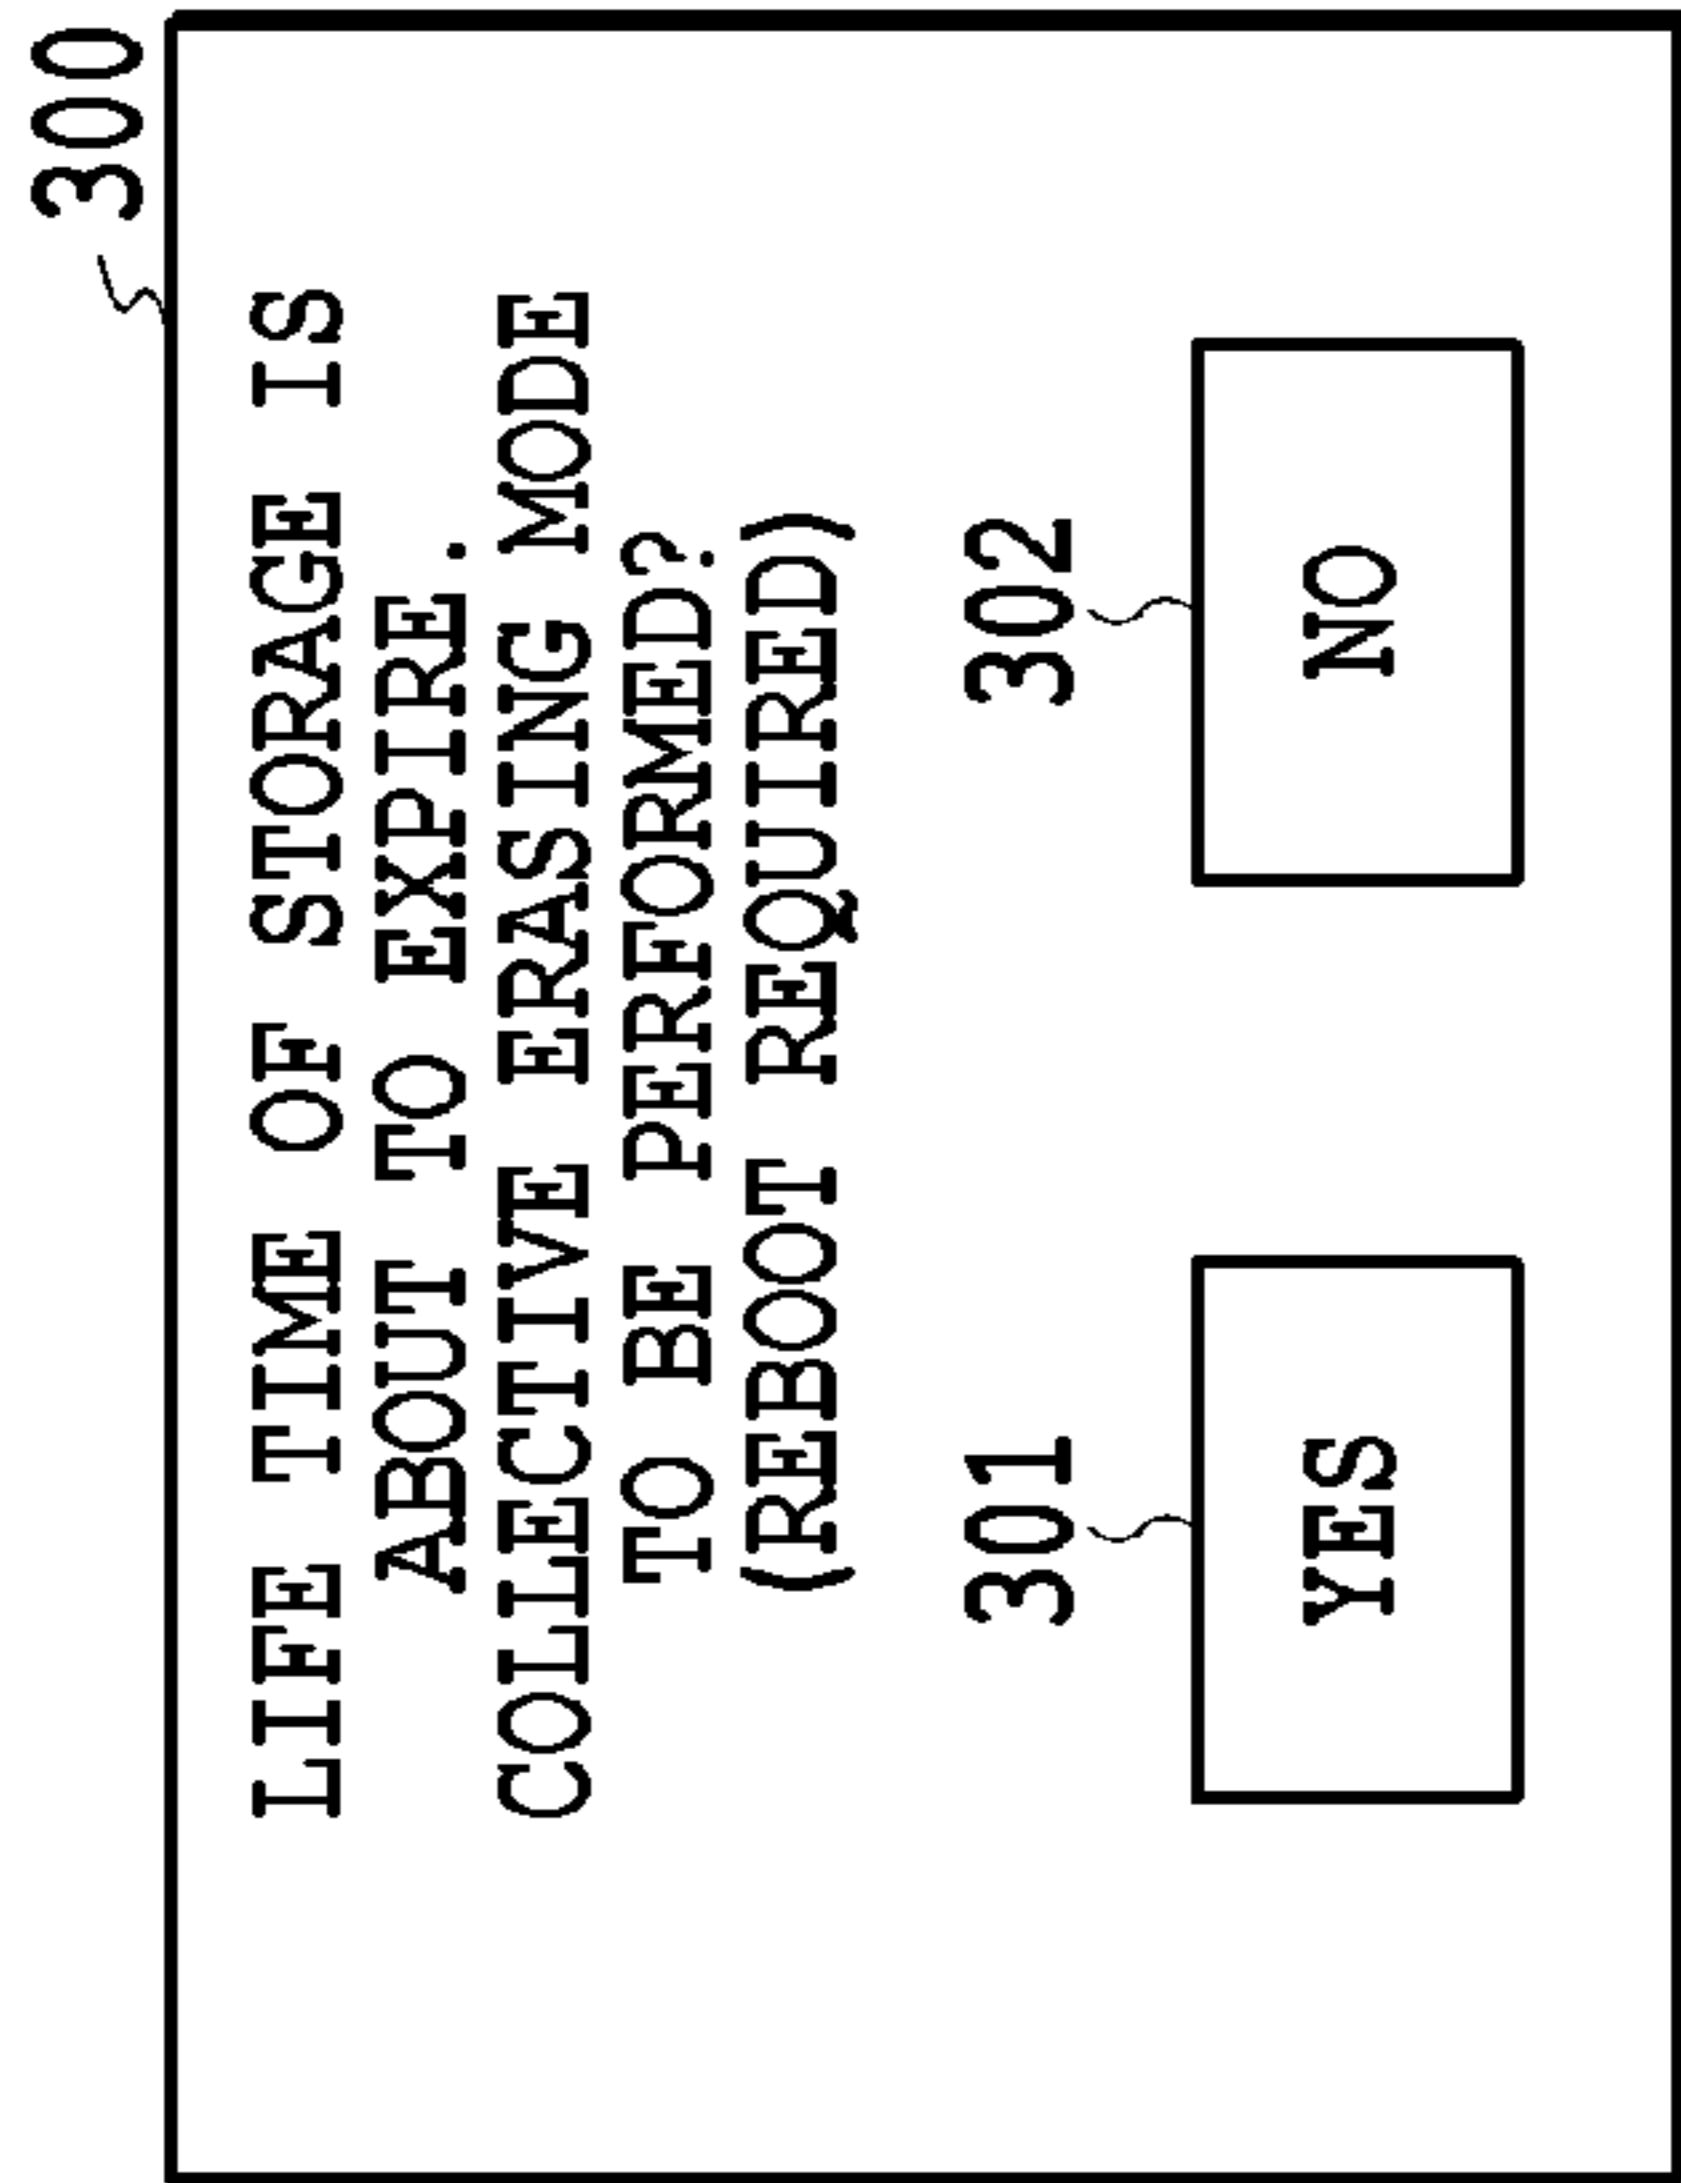 300
LIFE TIME OF STORAGE IS
ABOUT TO EXPIRE.
COLLECTIVE ERASING MODE
TO BE PERFORMED?
(REBOOT REQUIRED)
301 302
YES NO